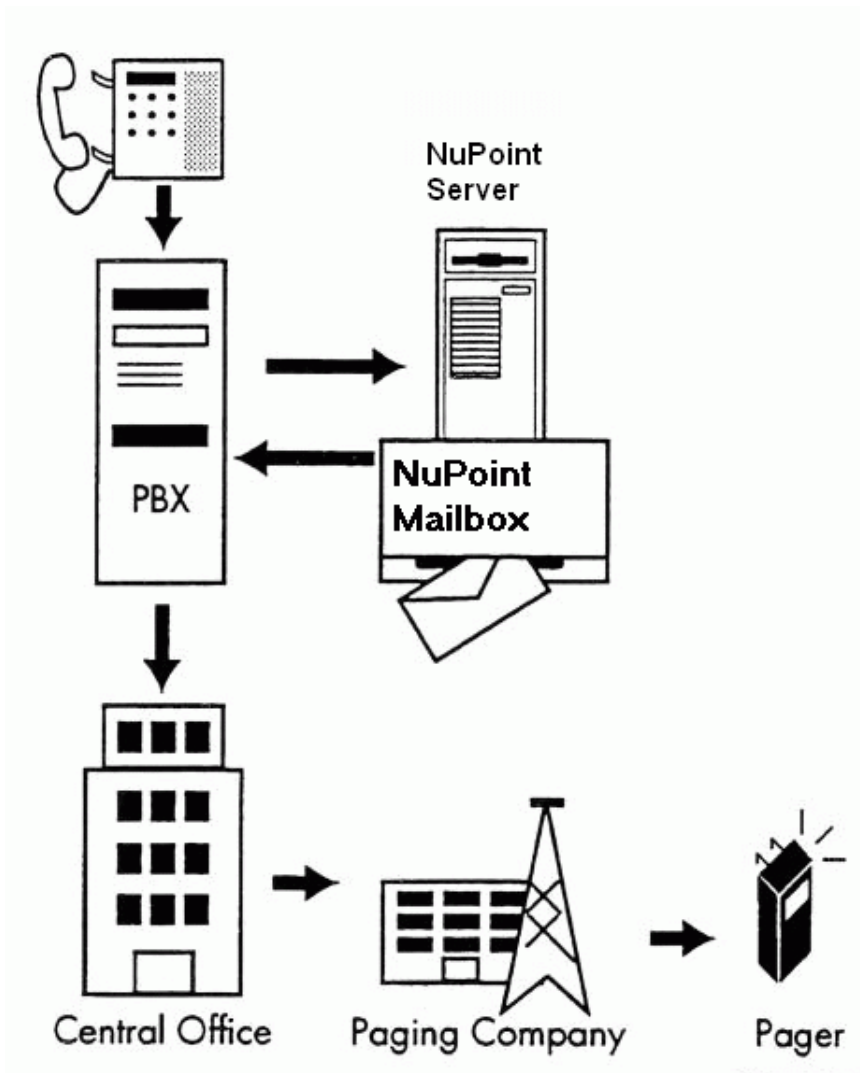 NuPoint
Server
PBX
NuPoint
Mailbox
Central Office
Paging Company
Pager